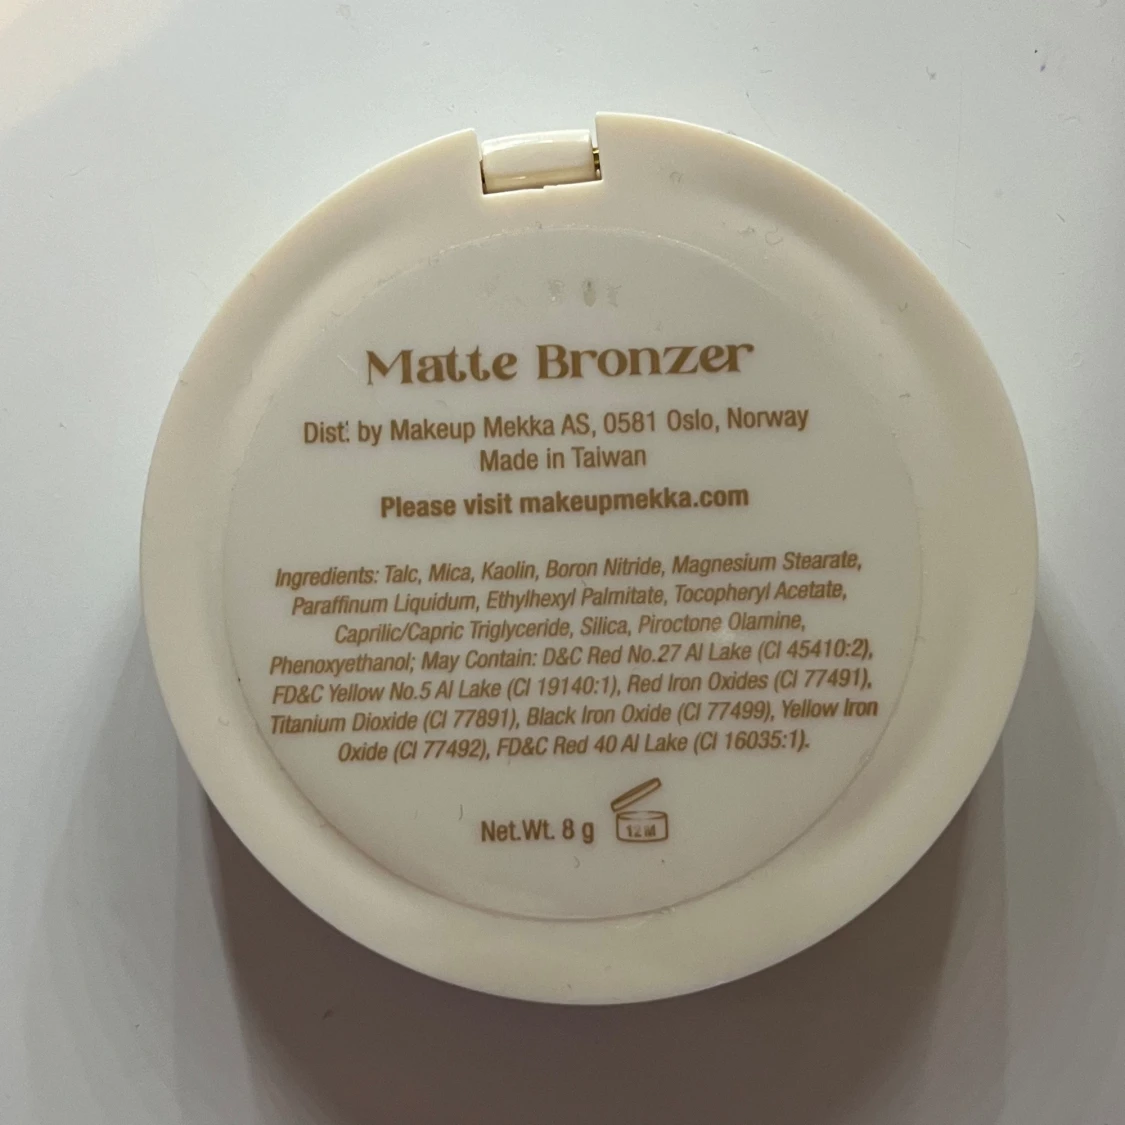 Matte Bronzer
Dist. by Makeup Mekka AS, 0581 Oslo, Norway
Made in Taiwan
Please visit makeupmekka.com
Ingredients: Talc, Mica, Kaolin, Boron Nitride, Magnesium Stearate,
Paraffinum Liquidum, Ethylhexyl Palmitate, Tocopheryl Acetate,
Caprilic/Capric Triglyceride, Silica, Piroctone Olamine,
Phenoxyethanol; May Contain: D&C Red No.27 Al Lake (CI 45410:2),
FD&C Yellow No.5 Al Lake (CI 19140:1), Red Iron Oxides (CI 77491),
Titanium Dioxide (CI 77891), Black Iron Oxide (CI 77499), Yellow Iron
Oxide (CI 77492), FD&C Red 40 Al Lake (CI 16035:1).
Net.Wt. 8 g 12 M